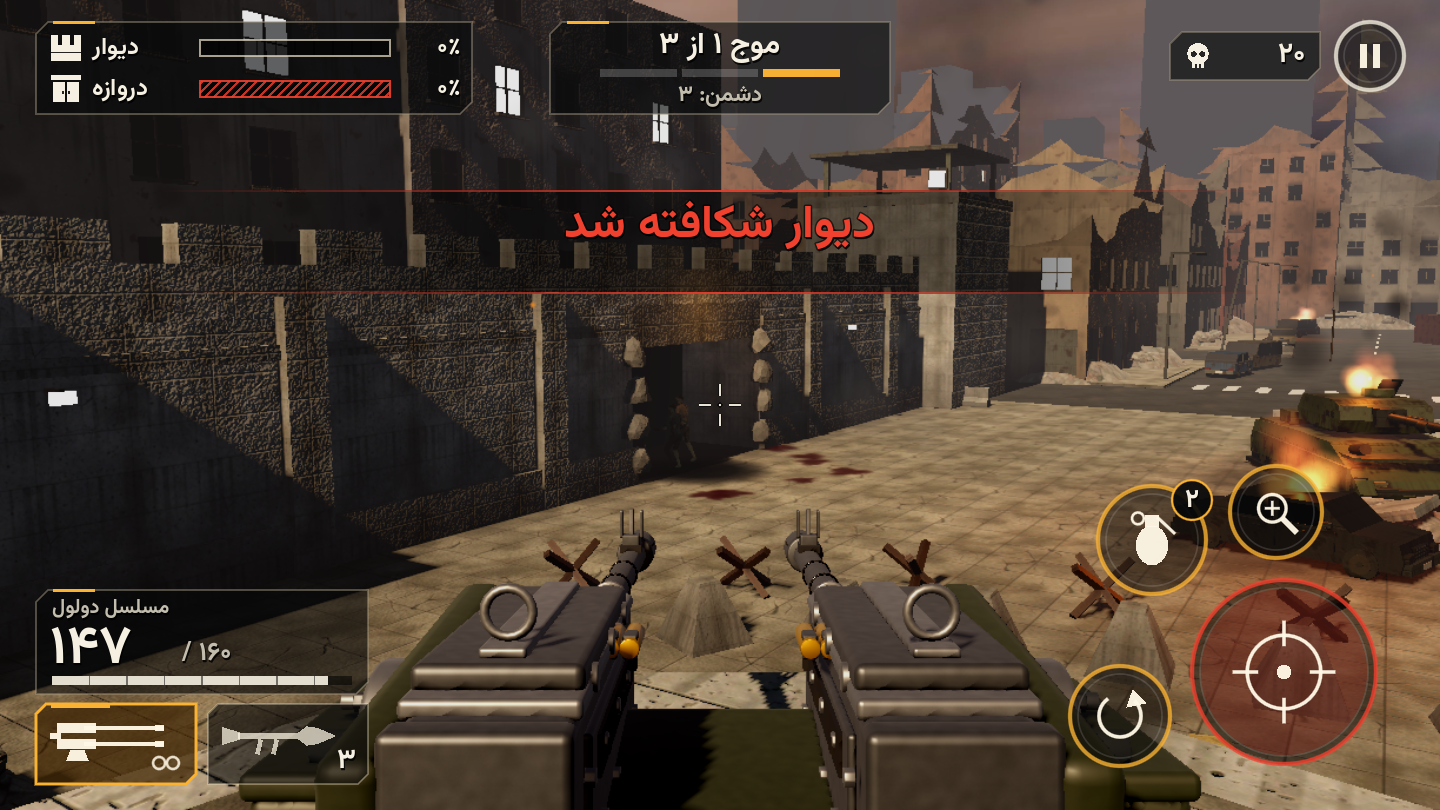 دیوار ۰٪
دروازه ۰٪
موج ۱ از ۳
دشمن: ۳
۲۰
دیوار شکافته شد
۲
مسلسل دولول
۱۴۷ / ۱۶۰
∞
۳